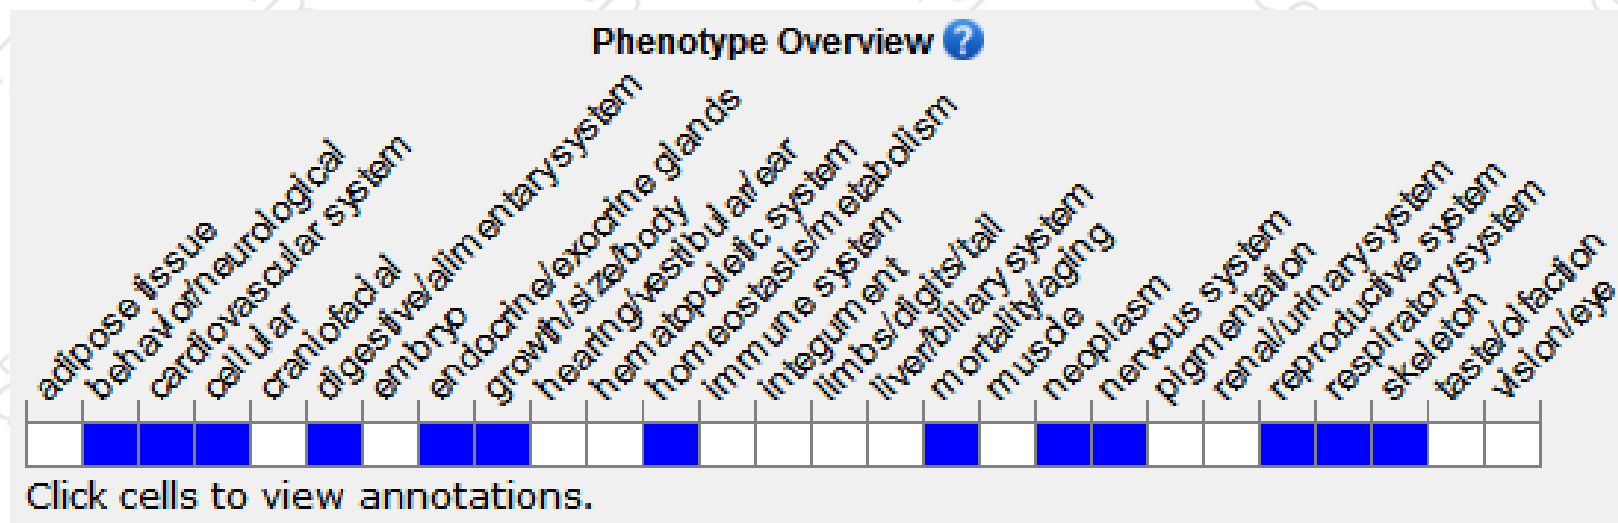 Phenotype Overview ?
adipose tissue
behavior/neurological
cardiovascular system
cellular
craniofacial
digestive/alimentary system
embryo
endocrine/exocrine glands
growth/size/body
hearing/vestibular/ear
hematopoietic system
homeostasis/metabolism
immune system
integument
limbs/digits/tail
liver/biliary system
mortality/aging
muscle
neoplasm
nervous system
pigmentation
renal/urinary system
reproductive system
respiratory system
skeleton
taste/olfaction
vision/eye
Click cells to view annotations.